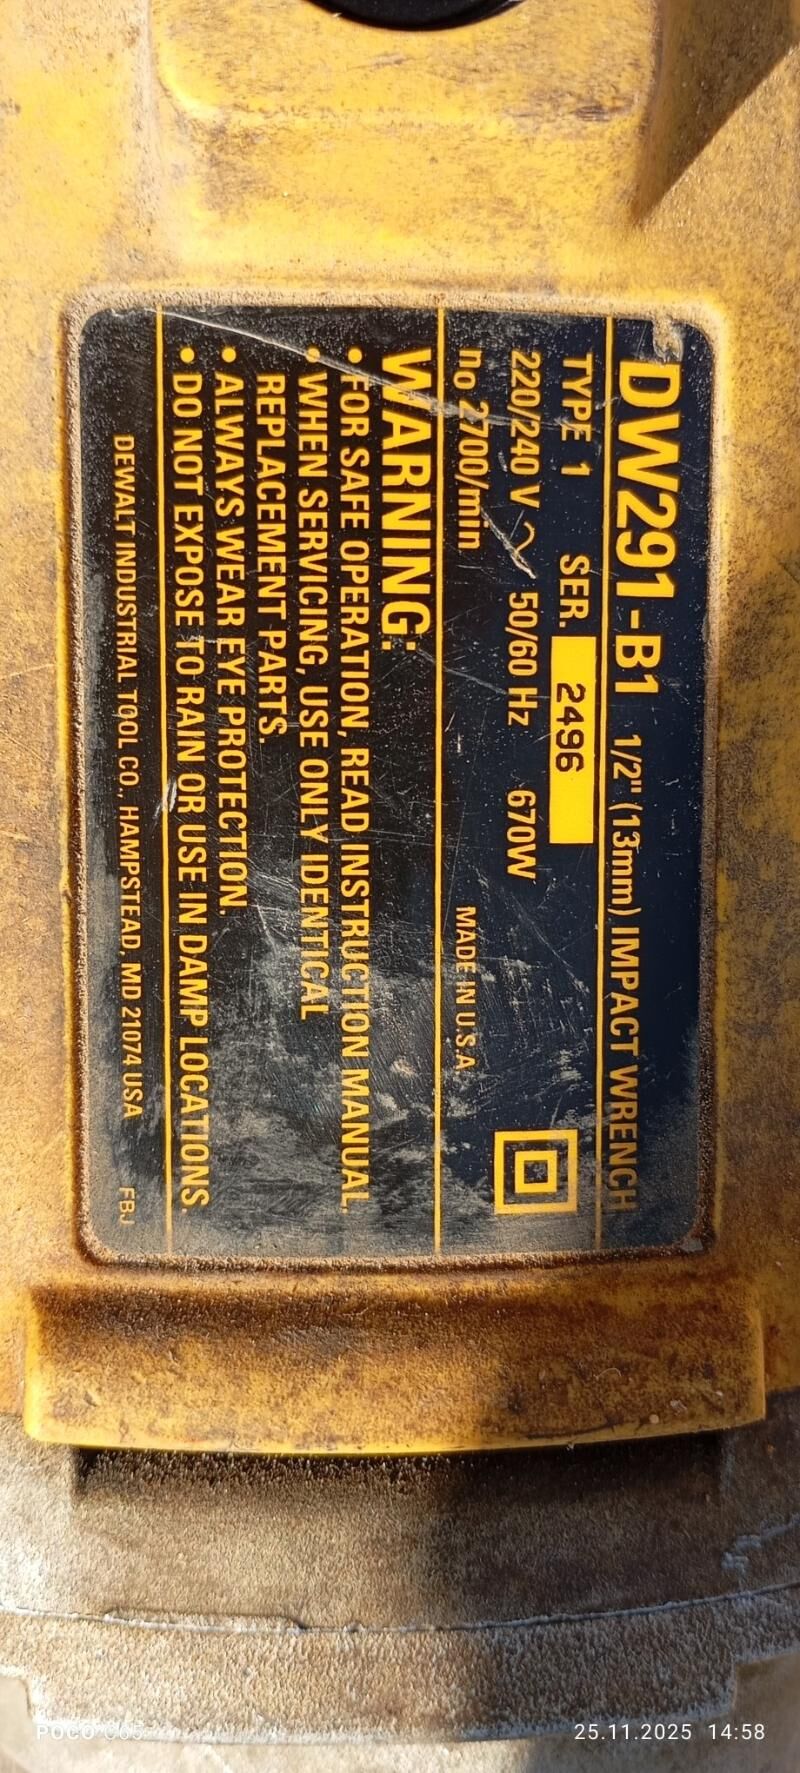 DW291-B1 1/2" (13mm) IMPACT WRENCH
TYPE 1 SER. 2496
220/240 V ~ 50/60 Hz 670W
no 2700/min MADE IN U.S.A
WARNING:
• FOR SAFE OPERATION, READ INSTRUCTION MANUAL.
• WHEN SERVICING, USE ONLY IDENTICAL
REPLACEMENT PARTS
• ALWAYS WEAR EYE PROTECTION.
• DO NOT EXPOSE TO RAIN OR USE IN DAMP LOCATIONS.
DEWALT INDUSTRIAL TOOL CO., HAMPSTEAD, MD 21074 USA FBJ
POCO C65
25.11.2025 14:58